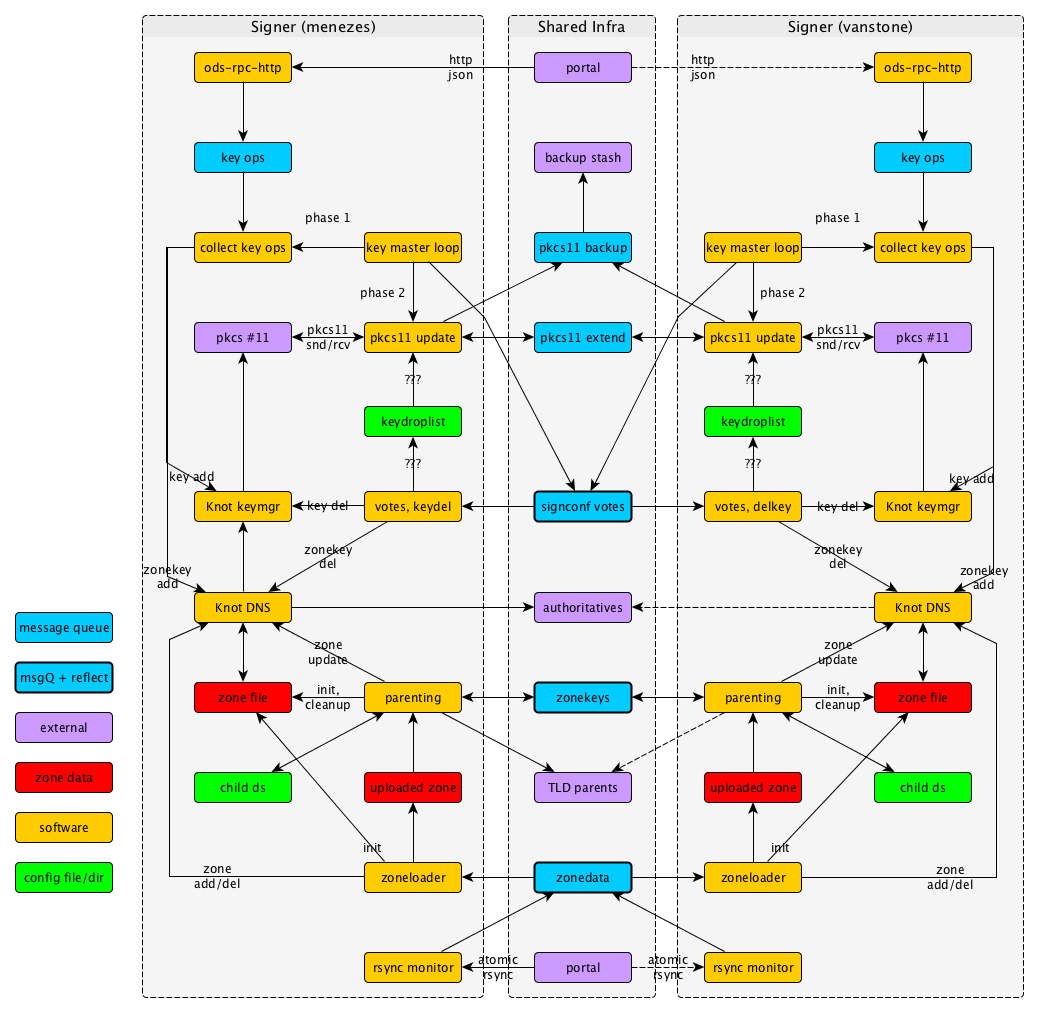 Signer (menezes)
Shared Infra
Signer (vanstone)
ods-rpc-http
http
json
portal
http
json
ods-rpc-http
key ops
backup stash
key ops
phase 1
phase 1
collect key ops
key master loop
pkcs11 backup
key master loop
collect key ops
phase 2
phase 2
pkcs #11
pkcs11
snd/rcv
pkcs11 update
pkcs11 extend
pkcs11 update
pkcs11
snd/rcv
pkcs #11
???
???
keydroplist
keydroplist
???
???
key add
key add
Knot keymgr
key del
votes, keydel
signconf votes
votes, delkey
key del
Knot keymgr
zonekey
del
zonekey
del
zonekey
add
zonekey
add
Knot DNS
authoritatives
Knot DNS
message queue
zone
update
zone
update
msgQ + reflect
zone file
init,
cleanup
parenting
zonekeys
parenting
init,
cleanup
zone file
external
zone data
child ds
uploaded zone
TLD parents
uploaded zone
child ds
software
init
init
config file/dir
zone
add/del
zoneloader
zonedata
zoneloader
zone
add/del
rsync monitor
atomic
rsync
portal
atomic
rsync
rsync monitor